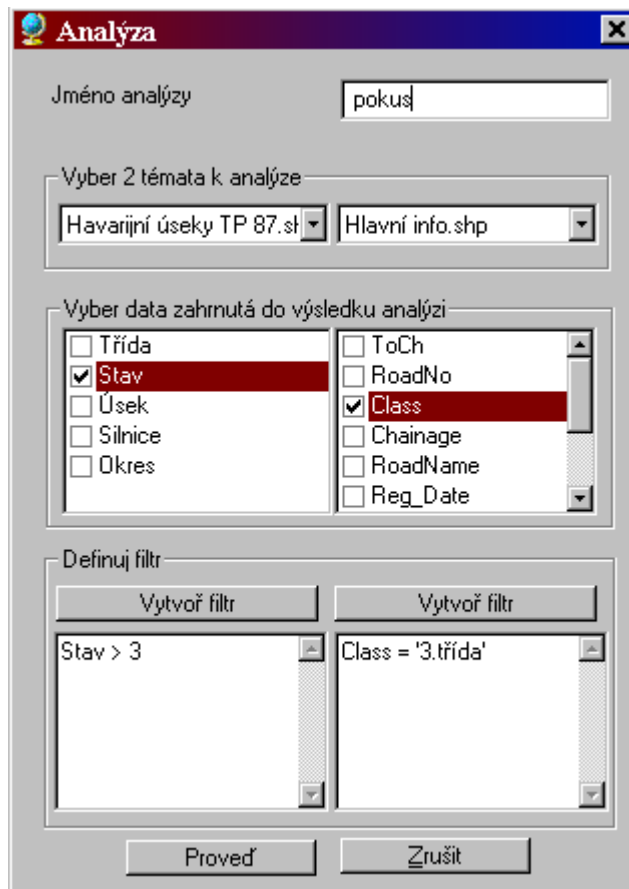 Analýza
Jméno analýzy
pokus
Vyber 2 témata k analýze
Havarijní úseky TP 87.sh
Hlavní info.shp
Vyber data zahrnutá do výsledku analýzi
Třída
Stav
Úsek
Silnice
Okres
ToCh
RoadNo
Class
Chainage
RoadName
Reg_Date
Definuj filtr
Vytvoř filtr
Vytvoř filtr
Stav > 3
Class = '3.třída'
Proveď
Zrušit